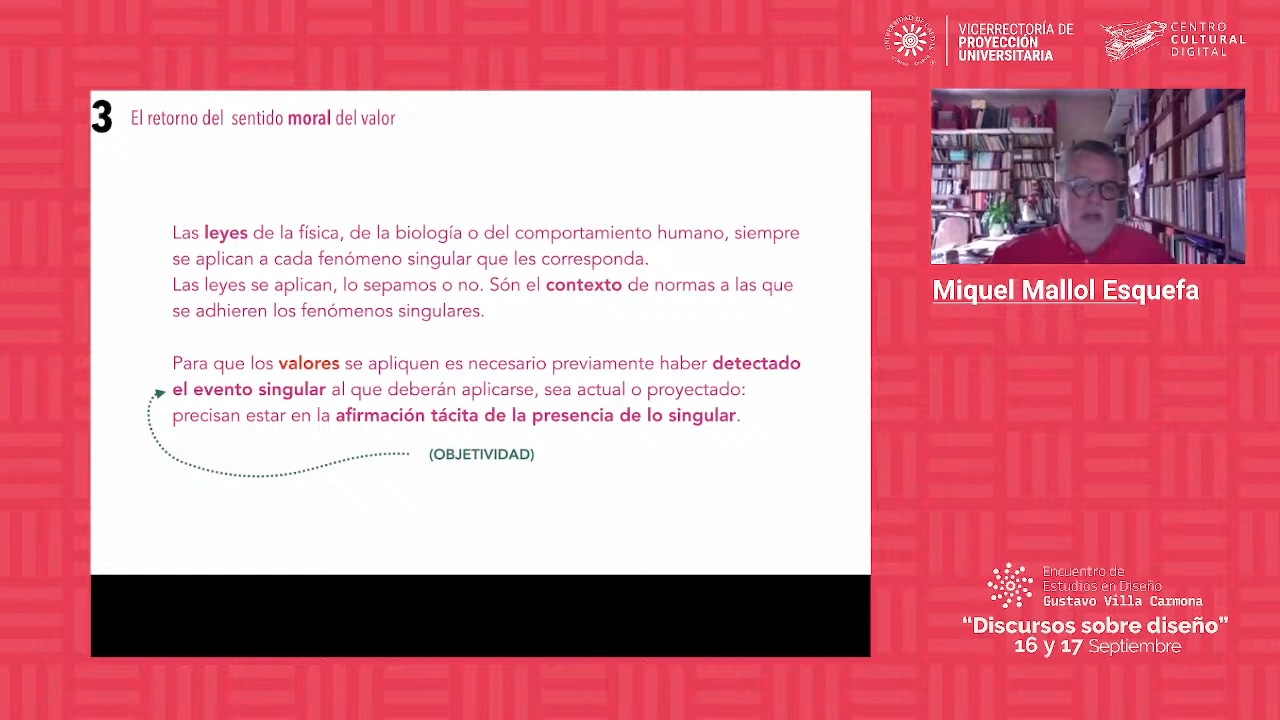 VICERRECTORÍA DE
PROYECCIÓN
UNIVERSITARIA
CENTRO
CULTURAL
DIGITAL
3 El retorno del sentido moral del valor
Las leyes de la física, de la biología o del comportamiento humano, siempre
se aplican a cada fenómeno singular que les corresponda.
Las leyes se aplican, lo sepamos o no. Són el contexto de normas a las que
se adhieren los fenómenos singulares.
Para que los valores se apliquen es necesario previamente haber detectado
el evento singular al que deberán aplicarse, sea actual o proyectado:
precisan estar en la afirmación tácita de la presencia de lo singular.
(OBJETIVIDAD)
Miquel Mallol Esquefa
Encuentro de
Estudios en Diseño
Gustavo Villa Carmona
“Discursos sobre diseño”
16 y 17 Septiembre